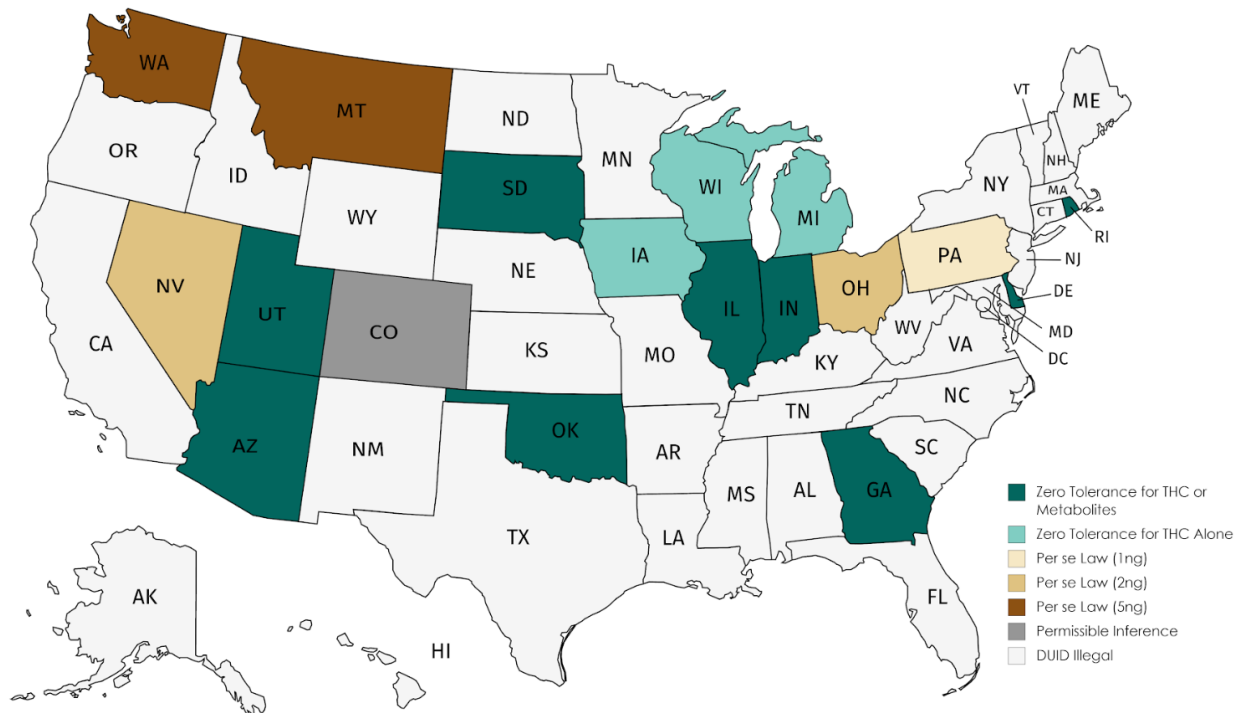 WA
MT
ND
MN
VT
ME
OR
ID
SD
WI
NY
NH
MA
WY
MI
CT
RI
IA
PA
NJ
NV
NE
OH
UT
IL
IN
DE
CO
WV
MD
CA
KS
MO
KY
VA
DC
TN
NC
AZ
NM
OK
AR
SC
MS
AL
GA
TX
LA
FL
AK
HI
Zero Tolerance for THC or
Metabolites
Zero Tolerance for THC Alone
Per se Law (1ng)
Per se Law (2ng)
Per se Law (5ng)
Permissible Inference
DUID Illegal